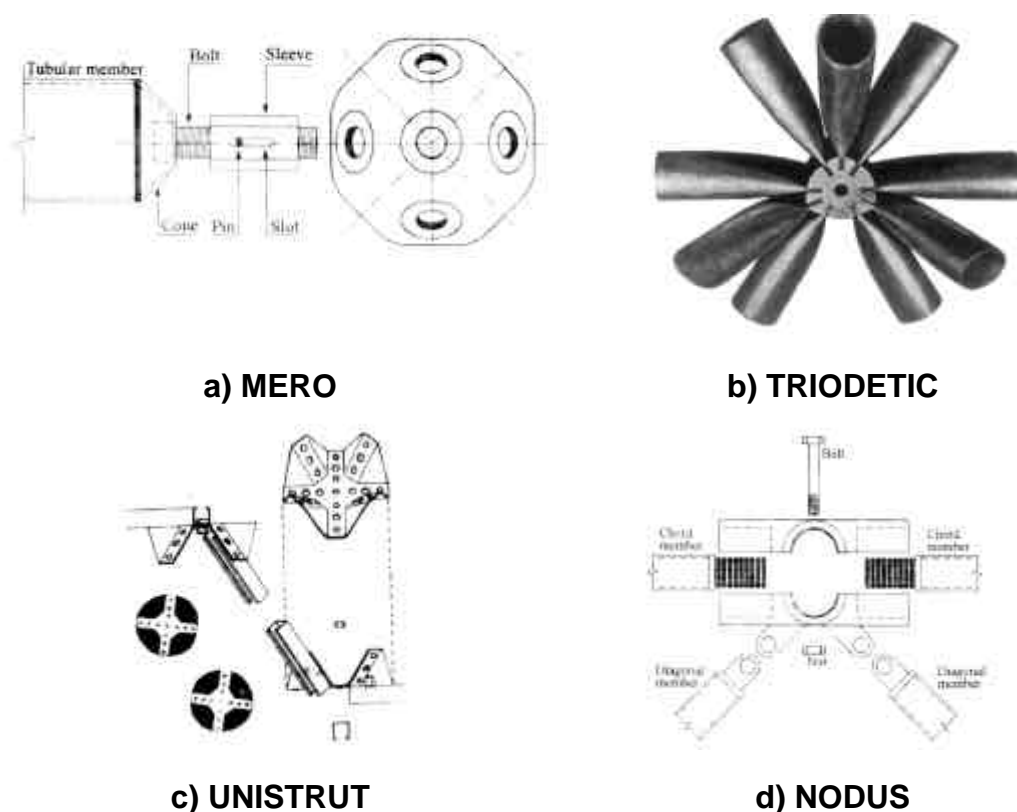 Bolt
Sleeve
Tubular member
Cone
Pin
Slot
a) MERO
b) TRIODETIC
Bolt
Chord
member
Chord
member
Nut
Diagonal
member
Diagonal
member
c) UNISTRUT
d) NODUS